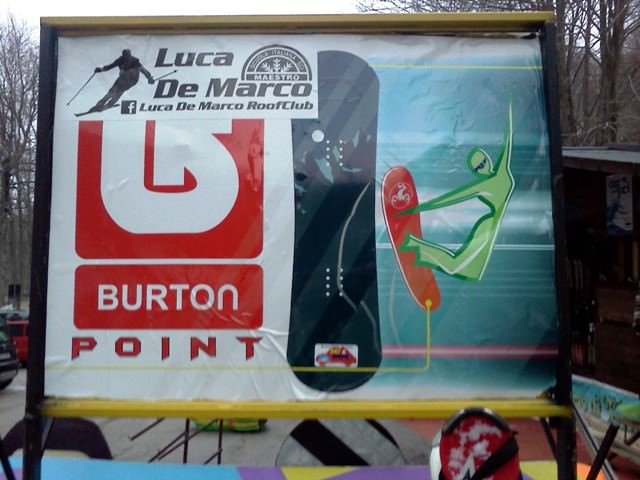 Luca
De Marco
MAESTRO
Luca De Marco RoofClub
BURTON
POINT